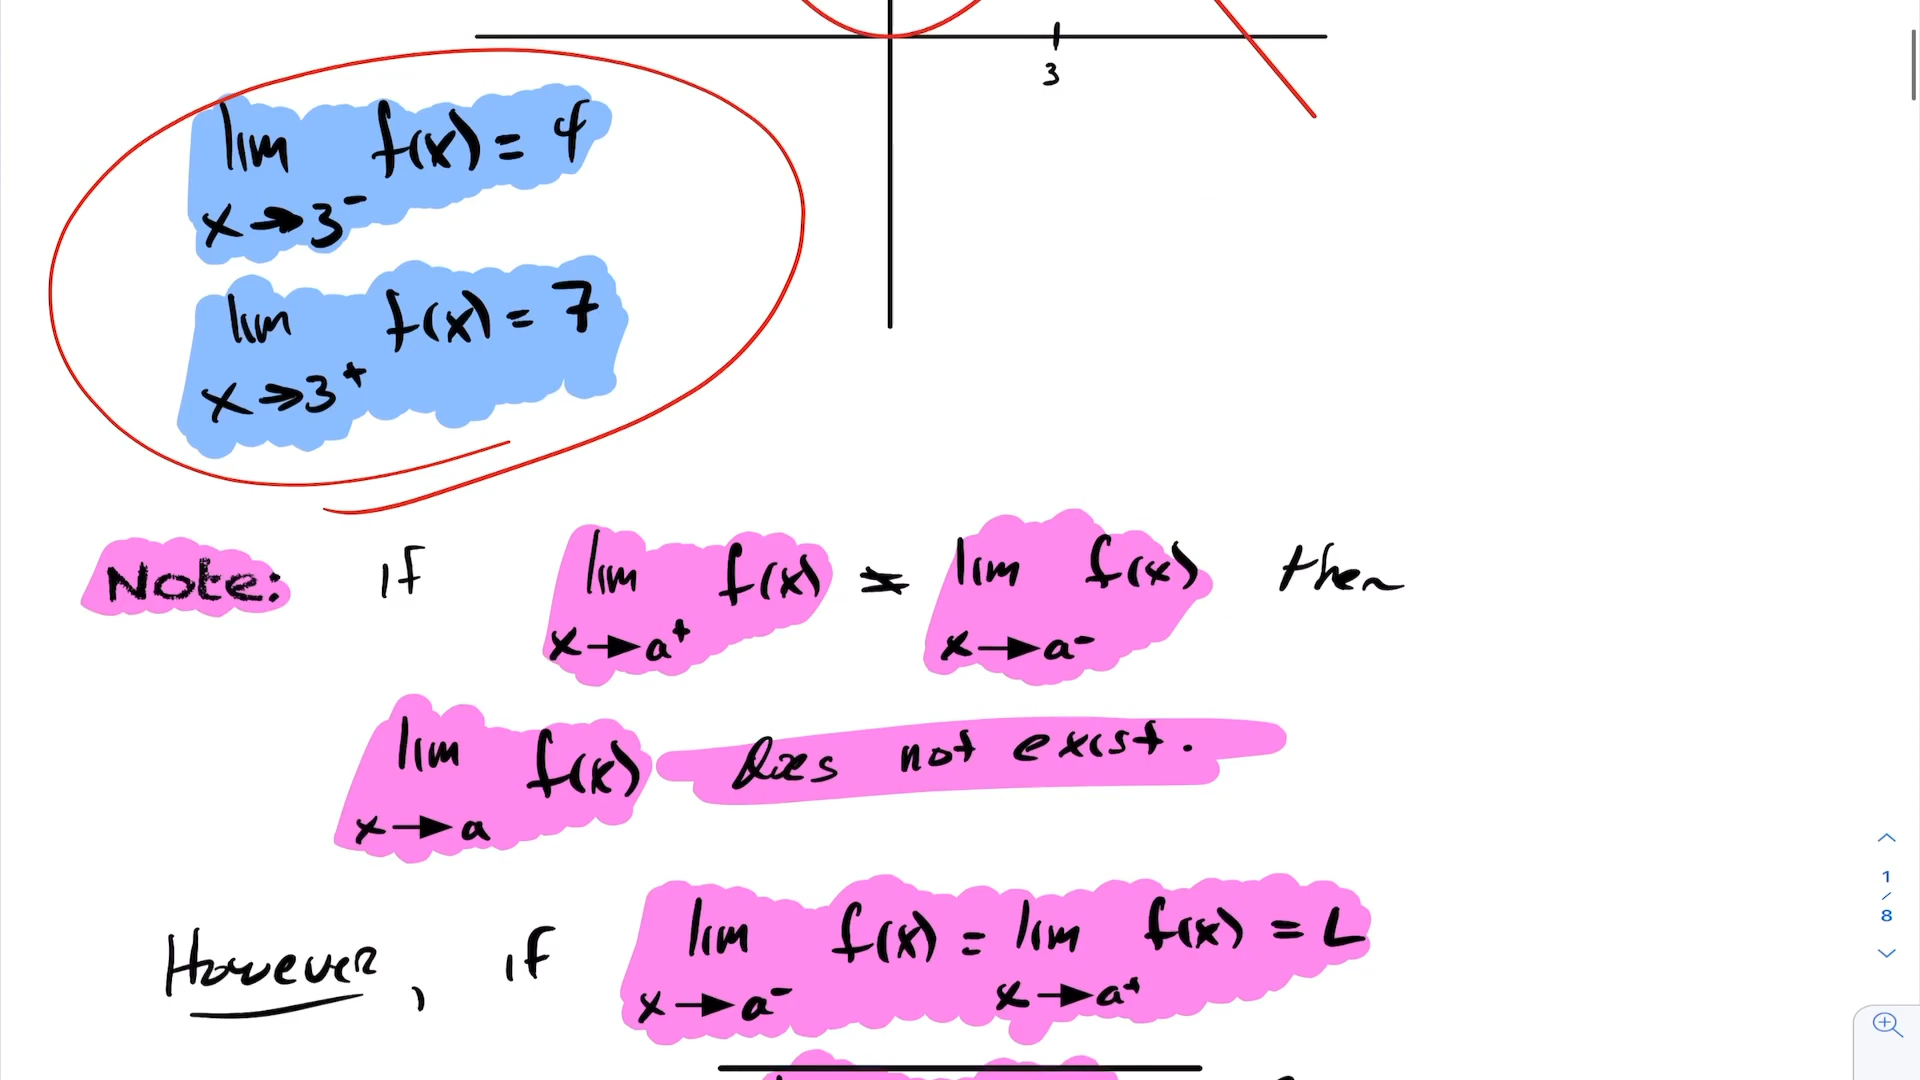 3
lim f(x) = 4
x→3⁻
lim f(x) = 7
x→3⁺
Note: if lim f(x) ≠ lim f(x) then
x→a⁺ x→a⁻
lim f(x) does not exist.
x→a
However, if lim f(x) = lim f(x) = L
x→a⁻ x→a⁺
1
/
8